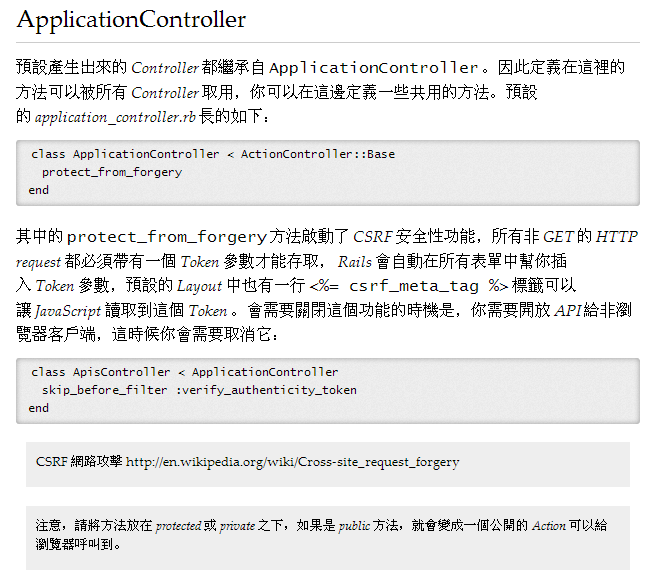 ApplicationController
預設產生出來的 Controller 都繼承自 ApplicationController 。因此定義在這裡的
方法可以被所有 Controller 取用，你可以在這邊定義一些共用的方法。預設
的 application_controller.rb 長的如下：
class ApplicationController < ActionController::Base
  protect_from_forgery
end
其中的 protect_from_forgery 方法啟動了 CSRF 安全性功能，所有非 GET 的 HTTP
request 都必須帶有一個 Token 參數才能存取， Rails 會自動在所有表單中幫你插
入 Token 參數，預設的 Layout 中也有一行 <%= csrf_meta_tag %> 標籤可以
讓 JavaScript 讀取到這個 Token 。會需要關閉這個功能的時機是，你需要開放 API 給非瀏
覽器客戶端，這時候你會需要取消它：
class ApisController < ApplicationController
  skip_before_filter :verify_authenticity_token
end
CSRF 網路攻擊 http://en.wikipedia.org/wiki/Cross-site_request_forgery
注意，請將方法放在 protected 或 private 之下，如果是 public 方法，就會變成一個公開的 Action 可以給
瀏覽器呼叫到。